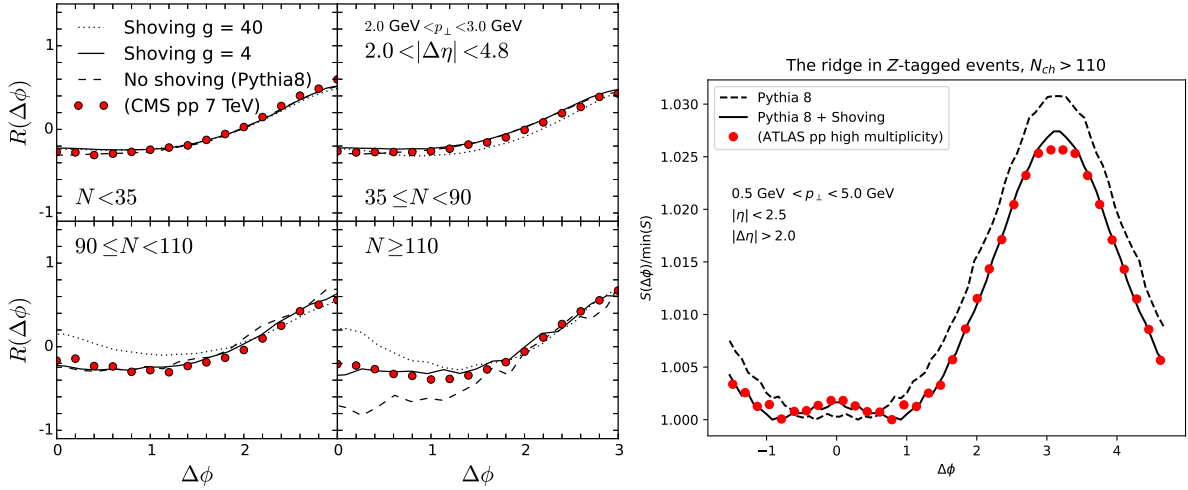 Shoving g = 40
Shoving g = 4
No shoving (Pythia8)
(CMS pp 7 TeV)
N<35
2.0 GeV <p⊥ <3.0 GeV
2.0<|Δη|<4.8
35≤N<90
90≤N<110
N≥110
R(Δϕ)
1
0
-1
R(Δϕ)
1
0
-1
0 1 2 0 1 2 3
Δϕ Δϕ
The ridge in Z-tagged events, Nch > 110
Pythia 8
Pythia 8 + Shoving
(ATLAS pp high multiplicity)
0.5 GeV < p⊥ < 5.0 GeV
|η| < 2.5
|Δη| > 2.0
S(Δϕ)/min(S)
1.030
1.025
1.020
1.015
1.010
1.005
1.000
−1 0 1 2 3 4
Δϕ